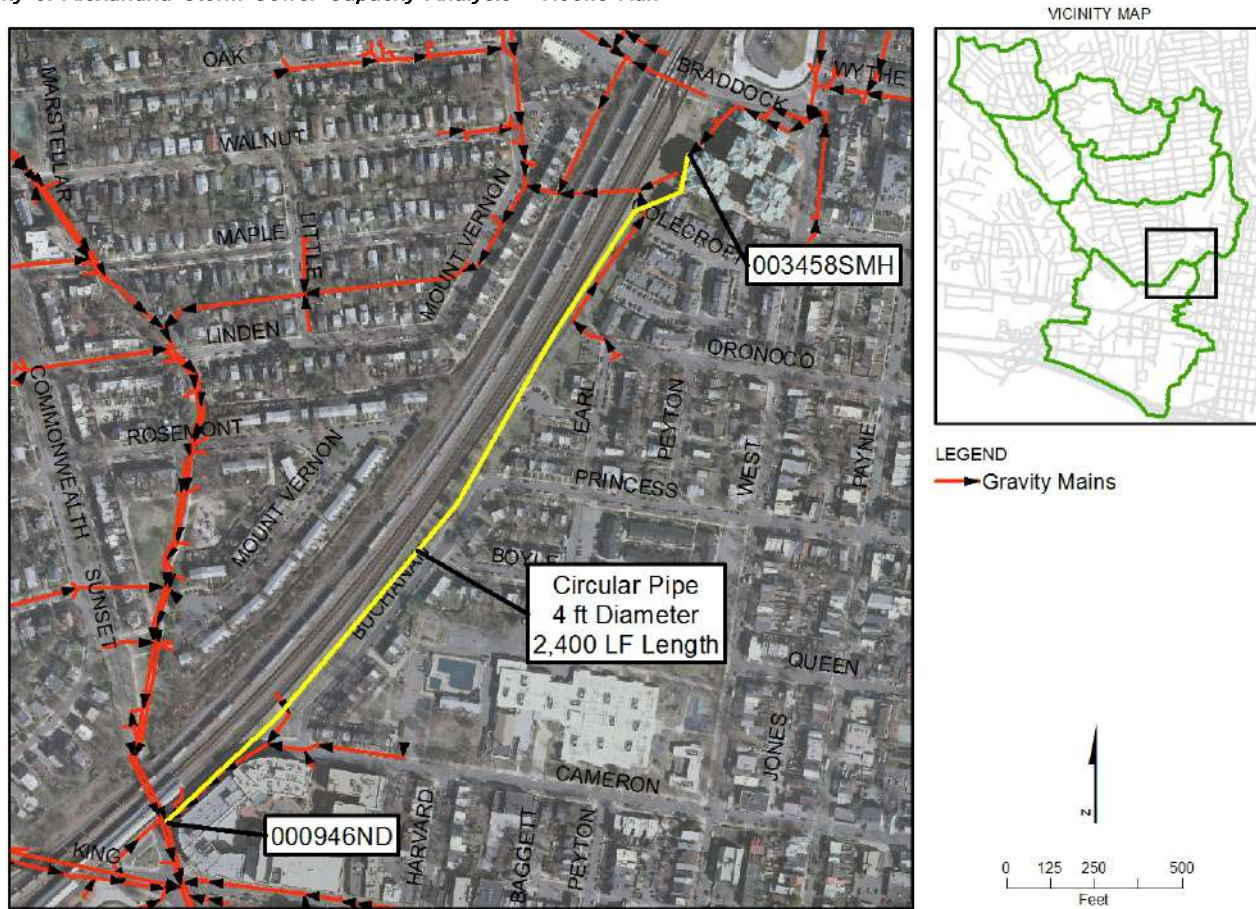 VICINITY MAP
OAK
BRADDOCK
WYTHE
MARSTELLAR
WALNUT
MAPLE
LITTLE
MOUNT VERNON
003458SMH
LINDEN
ORONOCO
COMMONWEALTH
EARL
PEYTON
ROSEMONT
WEST
PAYNE
MOUNT VERNON
PRINCESS
LEGEND
Gravity Mains
BOYLE
BUCHANAN
Circular Pipe
4 ft Diameter
2,400 LF Length
SUNSET
QUEEN
JONES
CAMERON
000946ND
KING
HARVARD
BAGGETT
PEYTON
N
0 125 250 500
Feet